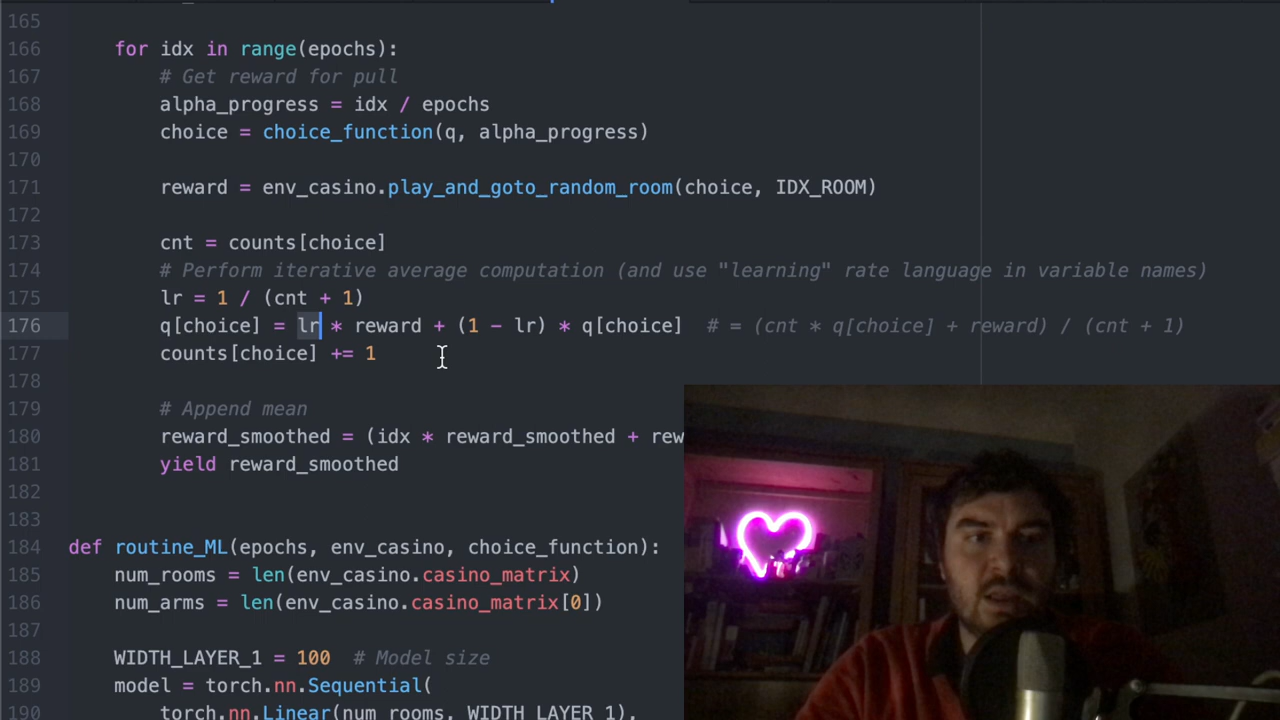 165
166 for idx in range(epochs):
167 # Get reward for pull
168 alpha_progress = idx / epochs
169 choice = choice_function(q, alpha_progress)
170
171 reward = env_casino.play_and_goto_random_room(choice, IDX_ROOM)
172
173 cnt = counts[choice]
174 # Perform iterative average computation (and use "learning" rate language in variable names)
175 lr = 1 / (cnt + 1)
176 q[choice] = lr * reward + (1 - lr) * q[choice] # = (cnt * q[choice] + reward) / (cnt + 1)
177 counts[choice] += 1
178
179 # Append mean
180 reward_smoothed = (idx * reward_smoothed + rew
181 yield reward_smoothed
182
183
184 def routine_ML(epochs, env_casino, choice_function):
185 num_rooms = len(env_casino.casino_matrix)
186 num_arms = len(env_casino.casino_matrix[0])
187
188 WIDTH_LAYER_1 = 100 # Model size
189 model = torch.nn.Sequential(
190 torch.nn.Linear(num_rooms, WIDTH_LAYER_1),